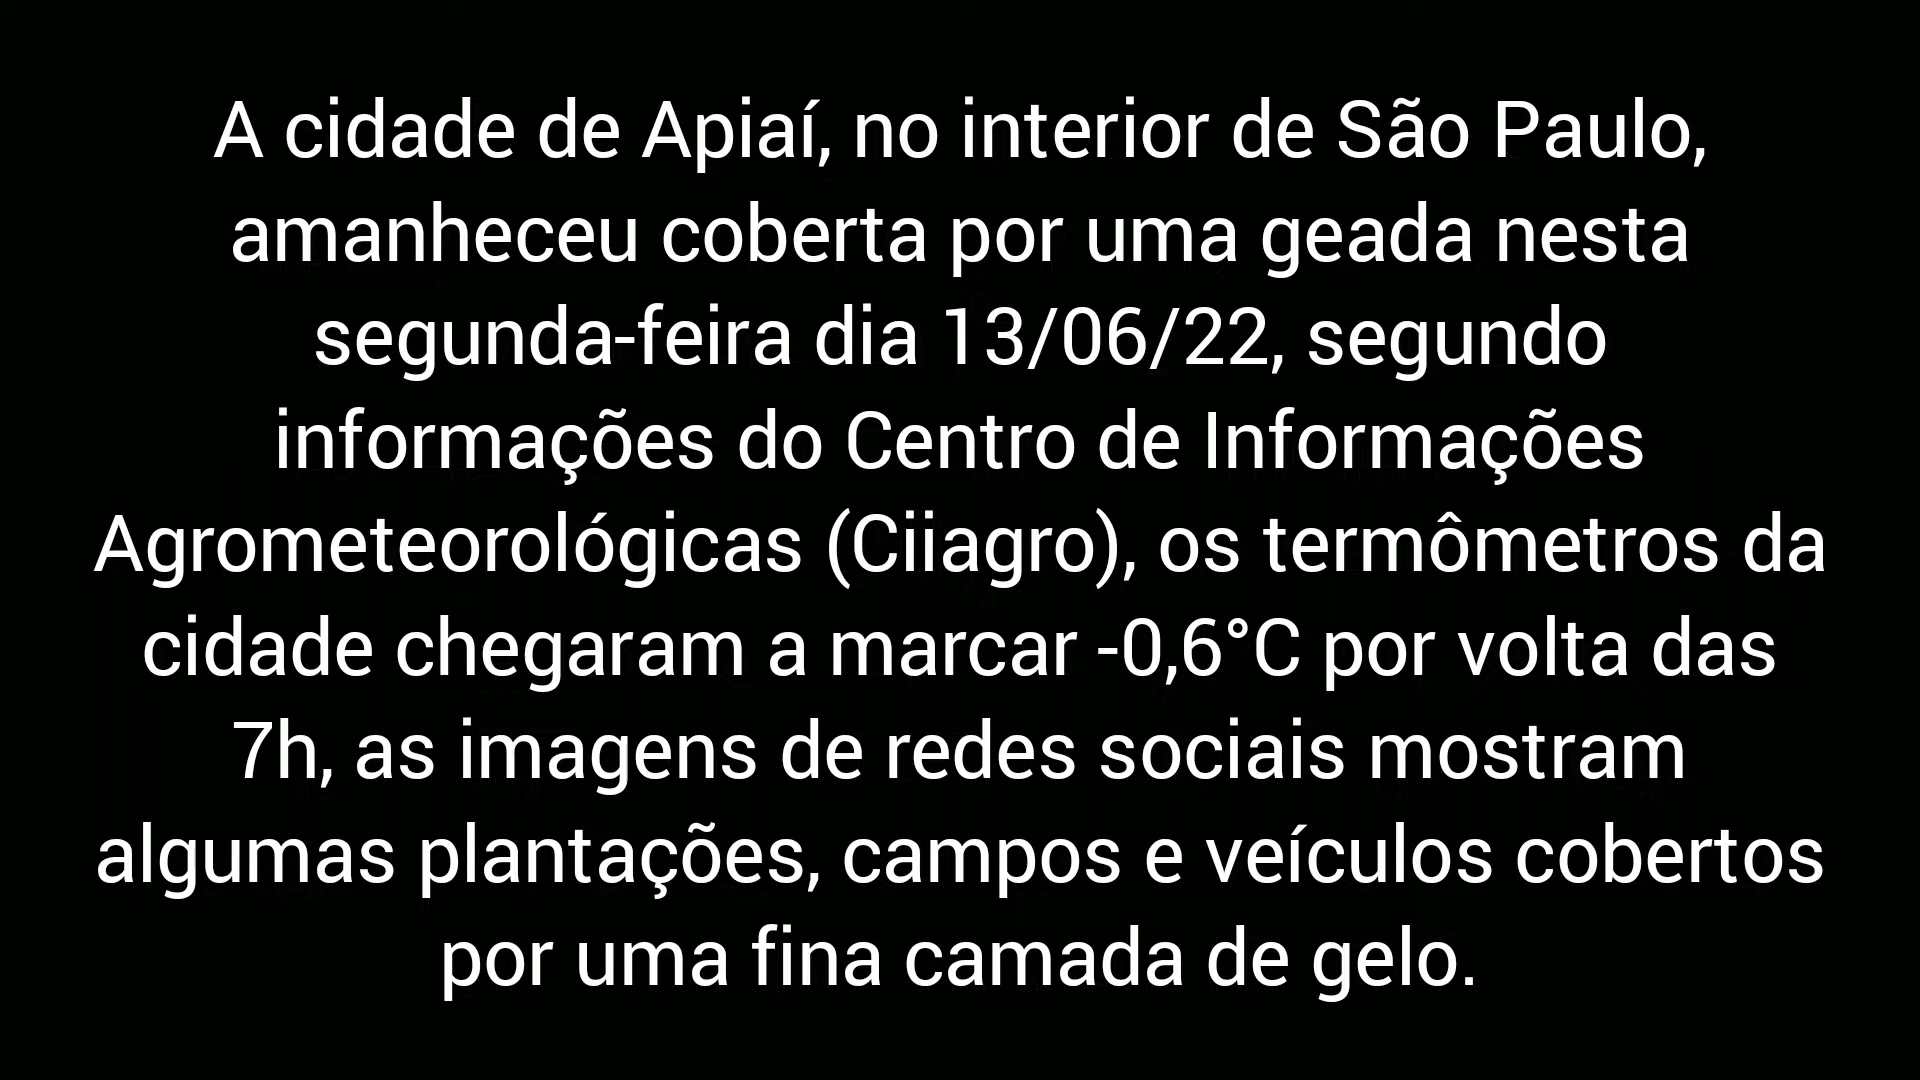 A cidade de Apiaí, no interior de São Paulo,
amanheceu coberta por uma geada nesta
segunda-feira dia 13/06/22, segundo
informações do Centro de Informações
Agrometeorológicas (Ciiagro), os termômetros da
cidade chegaram a marcar -0,6°C por volta das
7h, as imagens de redes sociais mostram
algumas plantações, campos e veículos cobertos
por uma fina camada de gelo.